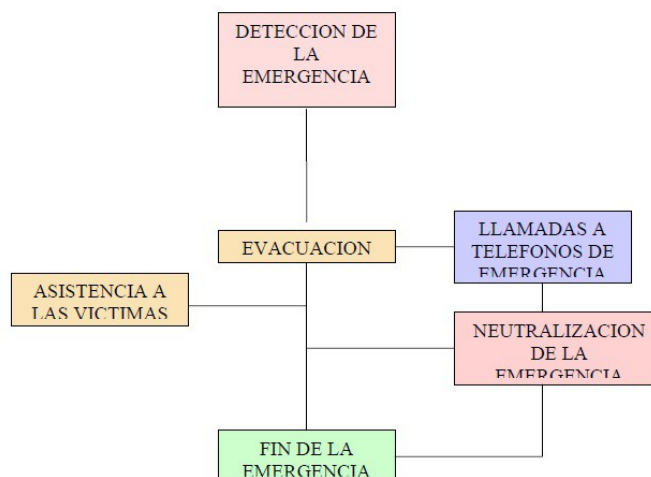 DETECCION DE
LA
EMERGENCIA
EVACUACION
LLAMADAS A
TELEFONOS DE
EMERGENCIA
ASISTENCIA A
LAS VICTIMAS
NEUTRALIZACION
DE LA
EMERGENCIA
FIN DE LA
EMERGENCIA